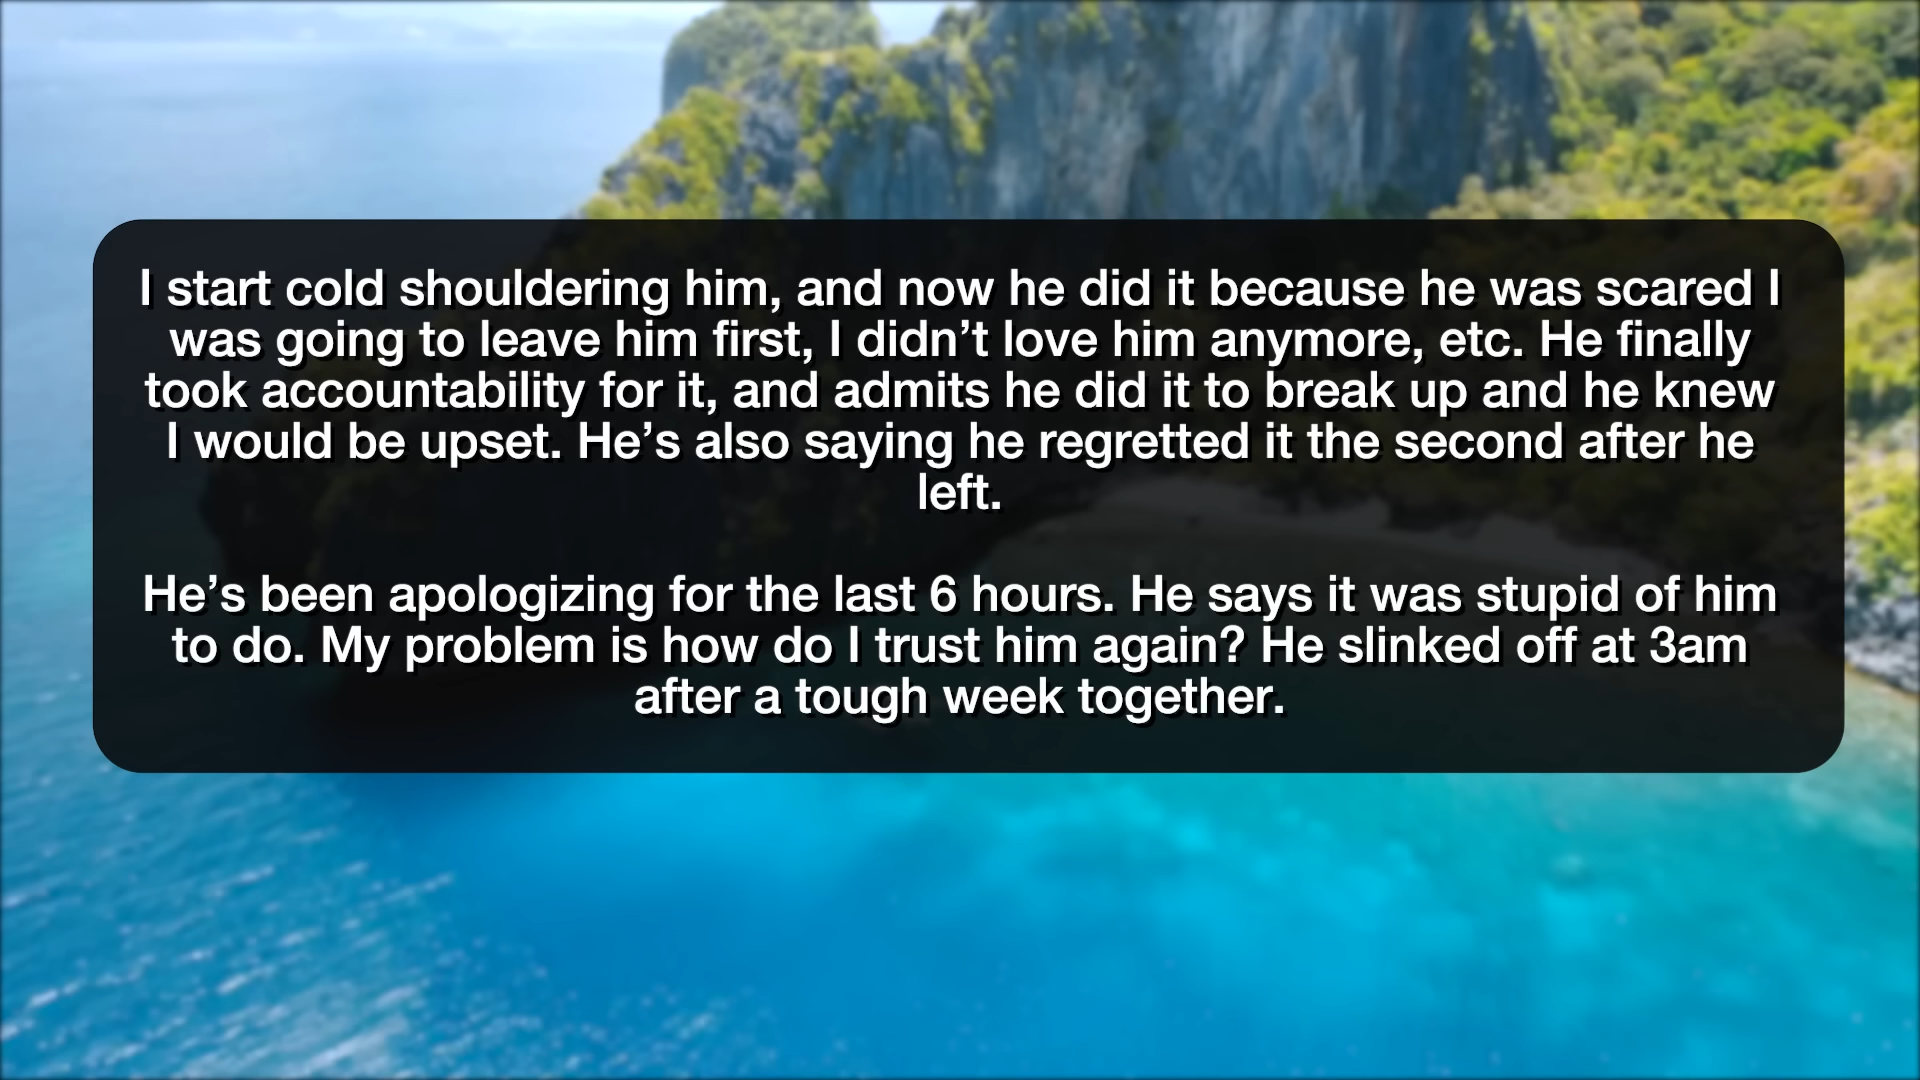 I start cold shouldering him, and now he did it because he was scared I
was going to leave him first, I didn’t love him anymore, etc. He finally
took accountability for it, and admits he did it to break up and he knew
I would be upset. He’s also saying he regretted it the second after he
left.
He’s been apologizing for the last 6 hours. He says it was stupid of him
to do. My problem is how do I trust him again? He slinked off at 3am
after a tough week together.